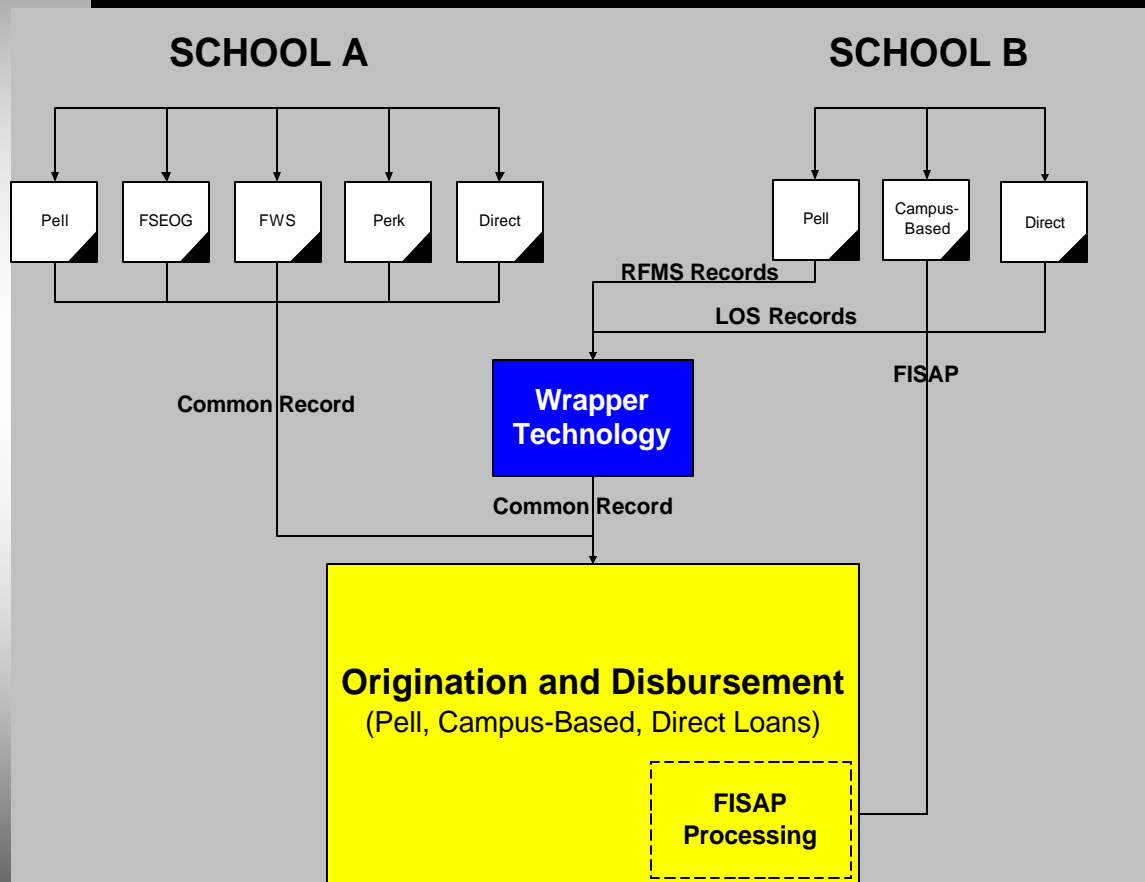 SCHOOL A
SCHOOL B
Pell
FSEOG
FWS
Perk
Direct
Pell
Campus-
Based
Direct
RFMS Records
LOS Records
FISAP
Common Record
Wrapper
Technology
Common Record
Origination and Disbursement
(Pell, Campus-Based, Direct Loans)
FISAP
Processing